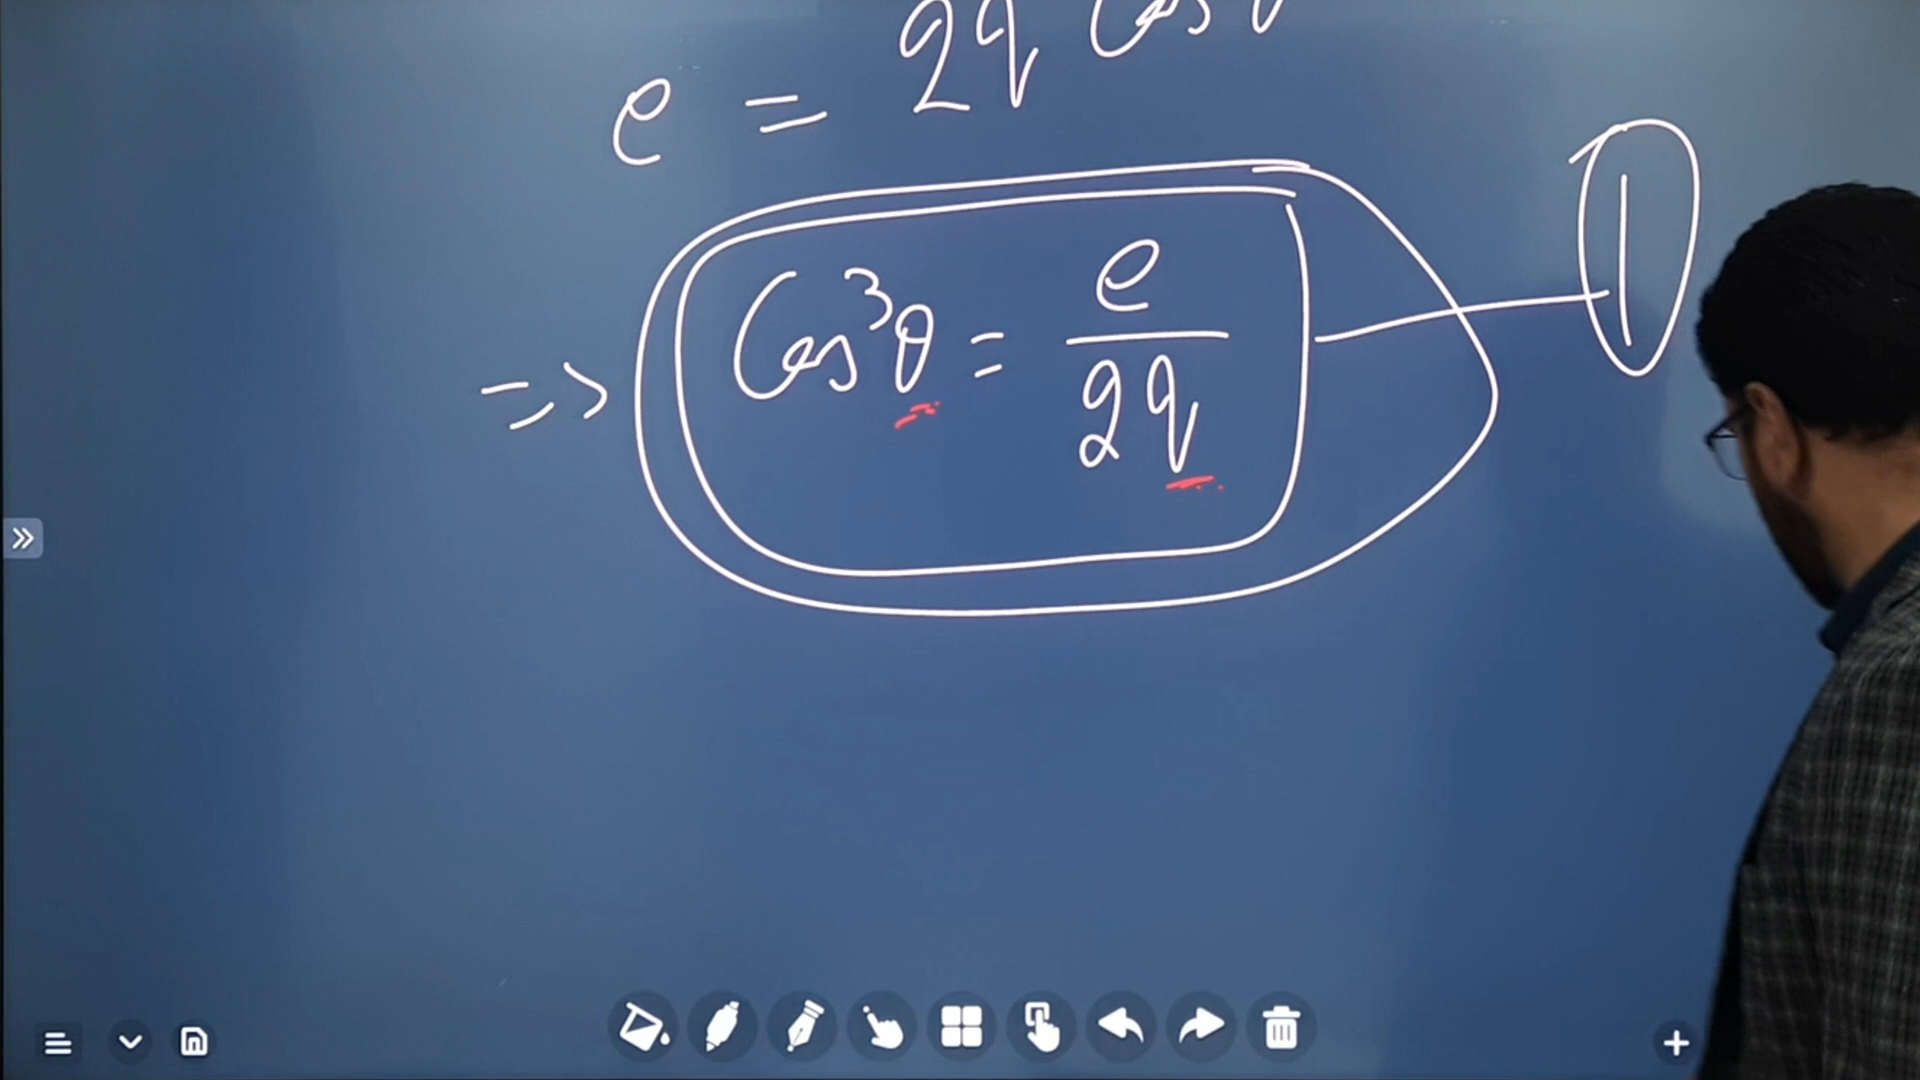 e = 2q Cos
=> Cos³θ = e/2q
1